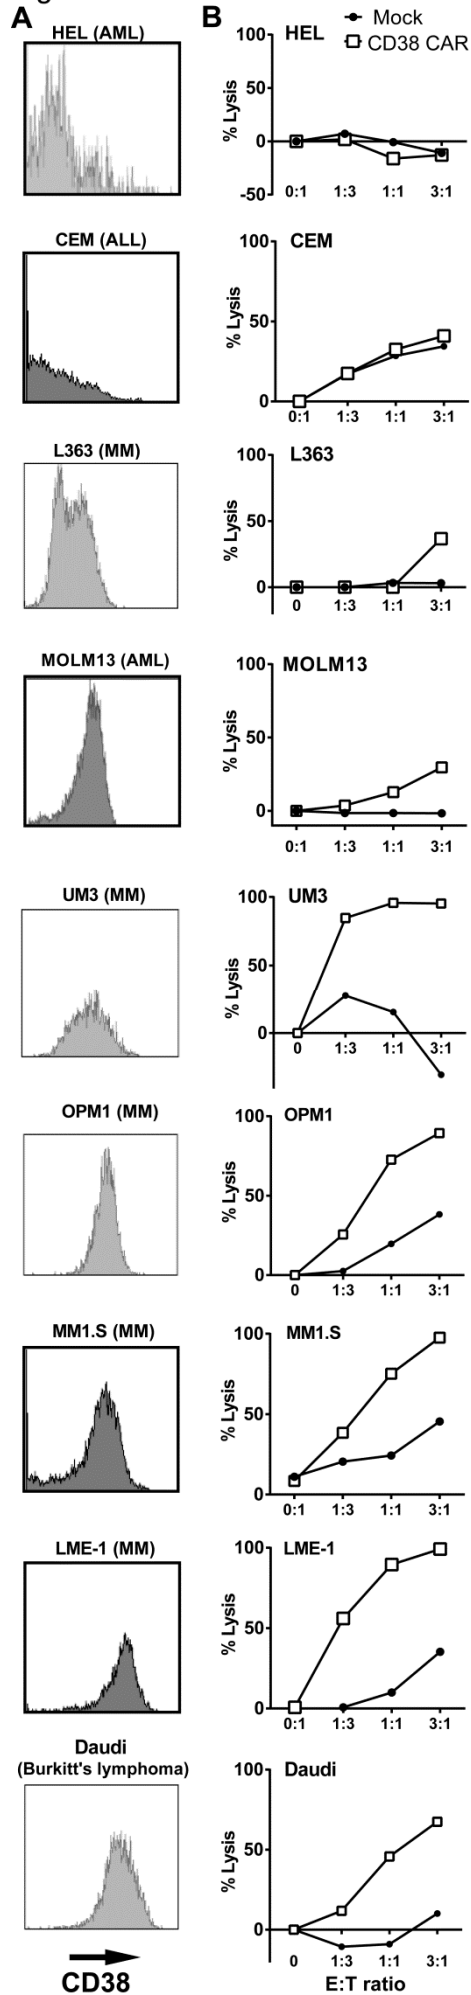 A
B
HEL (AML)
HEL
Mock
CD38 CAR
% Lysis
100
50
0
-50
0:1 1:3 1:1 3:1
CEM (ALL)
CEM
% Lysis
100
50
0
0:1 1:3 1:1 3:1
L363 (MM)
L363
% Lysis
100
50
0
0 1:3 1:1 3:1
MOLM13 (AML)
MOLM13
% Lysis
100
50
0
0:1 1:3 1:1 3:1
UM3 (MM)
UM3
% Lysis
100
50
0
0 1:3 1:1 3:1
OPM1 (MM)
OPM1
% Lysis
100
50
0
0 1:3 1:1 3:1
MM1.S (MM)
MM1.S
% Lysis
100
50
0
0:1 1:3 1:1 3:1
LME-1 (MM)
LME-1
% Lysis
100
50
0
0:1 1:3 1:1 3:1
Daudi
(Burkitt's lymphoma)
Daudi
% Lysis
100
50
0
0 1:3 1:1 3:1
CD38
E:T ratio